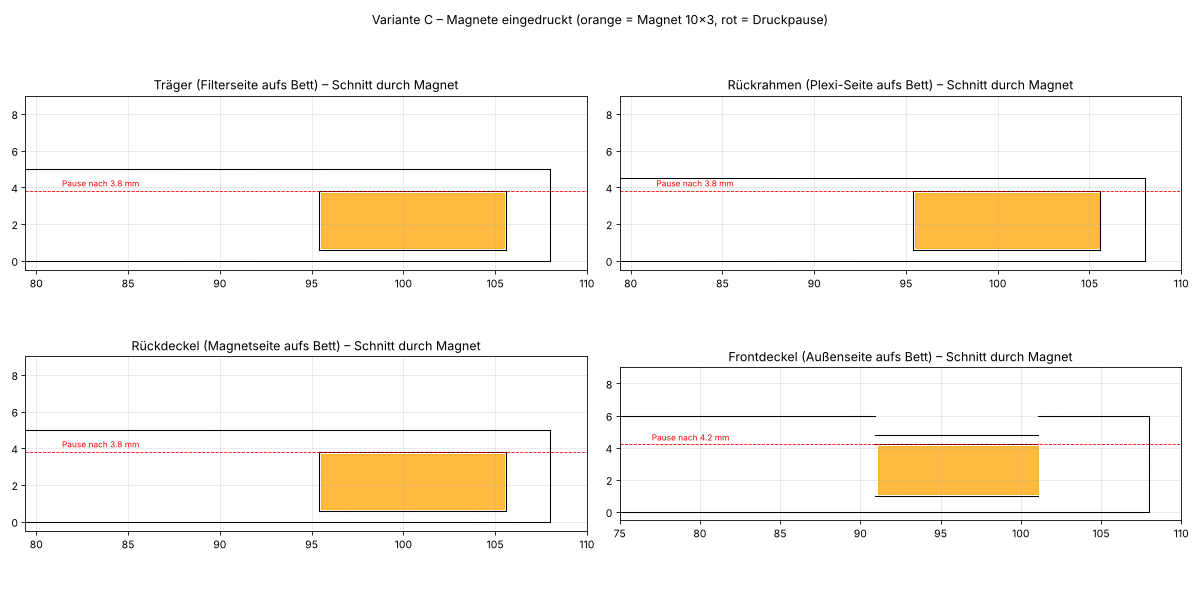 Variante C – Magnete eingedruckt (orange = Magnet 10×3, rot = Druckpause)
Träger (Filterseite aufs Bett) – Schnitt durch Magnet
8
6
4
2
0
Pause nach 3.8 mm
80 85 90 95 100 105 110
Rückrahmen (Plexi-Seite aufs Bett) – Schnitt durch Magnet
8
6
4
2
0
Pause nach 3.8 mm
80 85 90 95 100 105 110
Rückdeckel (Magnetseite aufs Bett) – Schnitt durch Magnet
8
6
4
2
0
Pause nach 3.8 mm
80 85 90 95 100 105 110
Frontdeckel (Außenseite aufs Bett) – Schnitt durch Magnet
8
6
4
2
0
Pause nach 4.2 mm
75 80 85 90 95 100 105 110